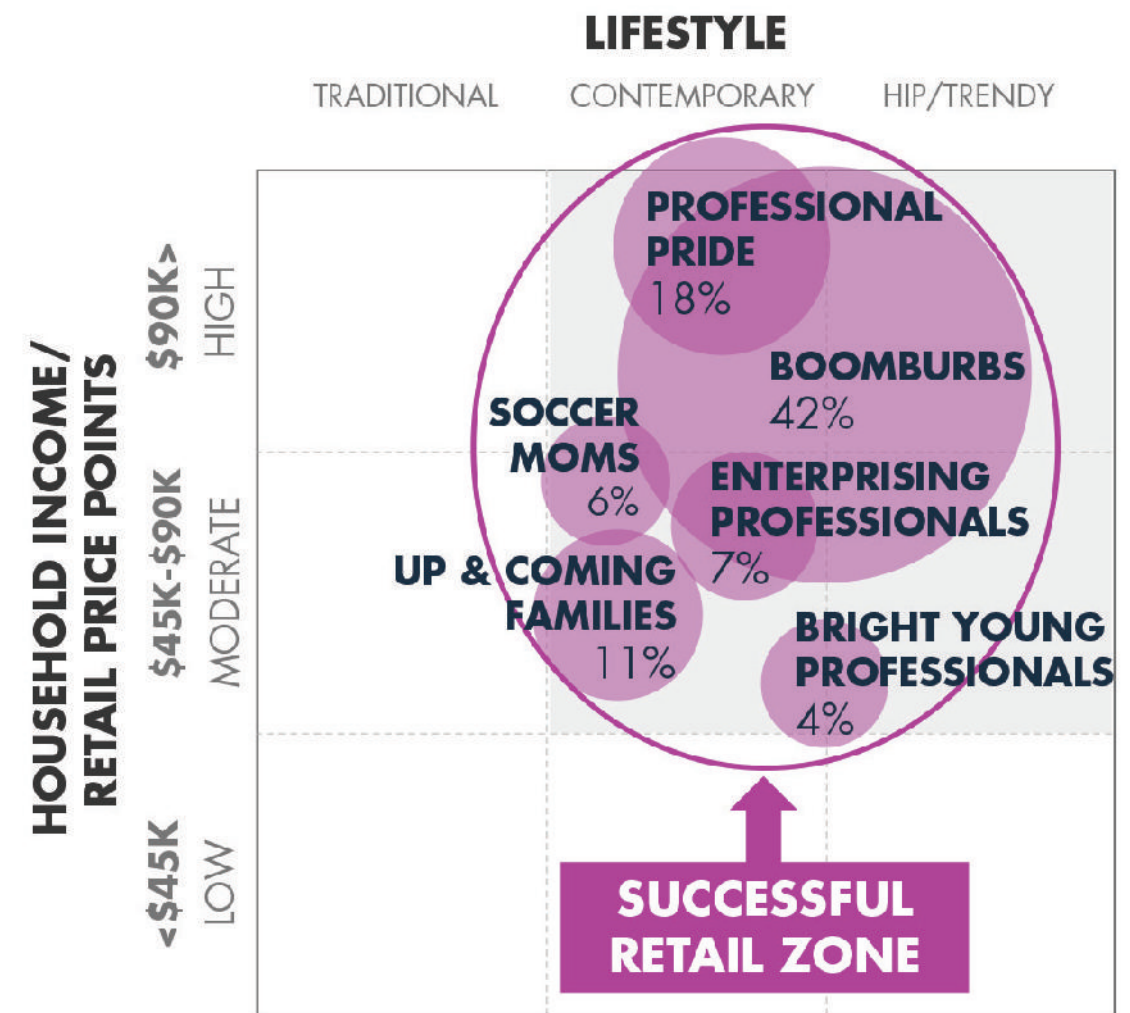 LIFESTYLE
TRADITIONAL
CONTEMPORARY
HIP/TRENDY
HOUSEHOLD INCOME/
RETAIL PRICE POINTS
$90K>
HIGH
$45K-$90K
MODERATE
<$45K
LOW
PROFESSIONAL
PRIDE
18%
BOOMBURBS
42%
SOCCER
MOMS
6%
ENTERPRISING
PROFESSIONALS
7%
UP & COMING
FAMILIES
11%
BRIGHT YOUNG
PROFESSIONALS
4%
SUCCESSFUL
RETAIL ZONE